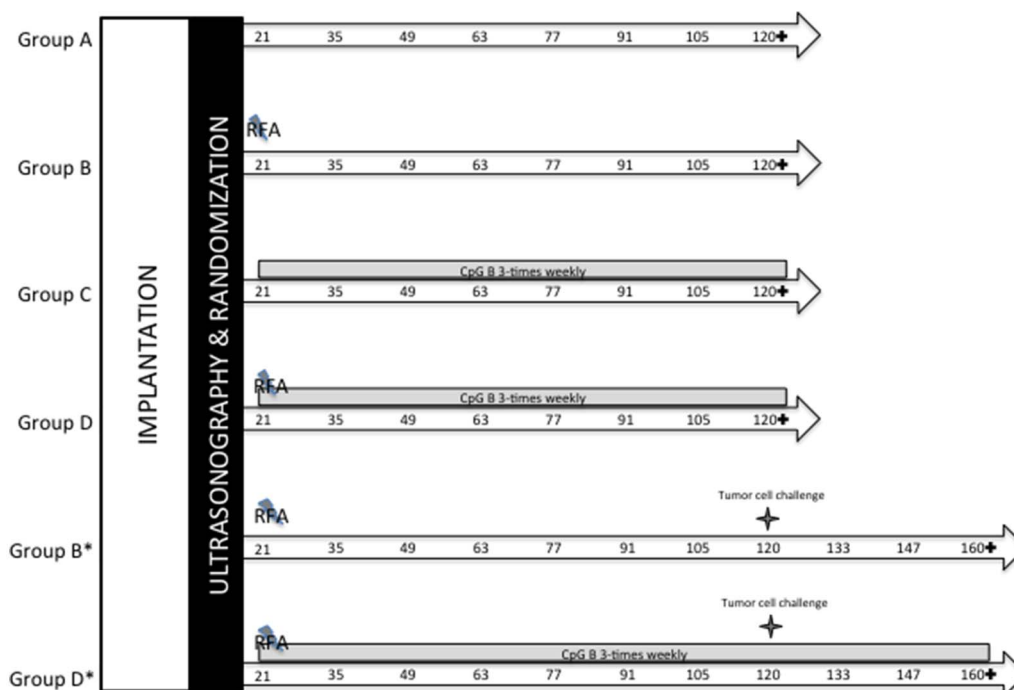 IMPLANTATION
ULTRASONOGRAPHY & RANDOMIZATION
Group A 21 35 49 63 77 91 105 120+
RFA
Group B 21 35 49 63 77 91 105 120+
CpG B 3-times weekly
Group C 21 35 49 63 77 91 105 120+
RFA
CpG B 3-times weekly
Group D 21 35 49 63 77 91 105 120+
Tumor cell challenge
RFA
Group B* 21 35 49 63 77 91 105 120 133 147 160+
Tumor cell challenge
RFA
CpG B 3-times weekly
Group D* 21 35 49 63 77 91 105 120 133 147 160+